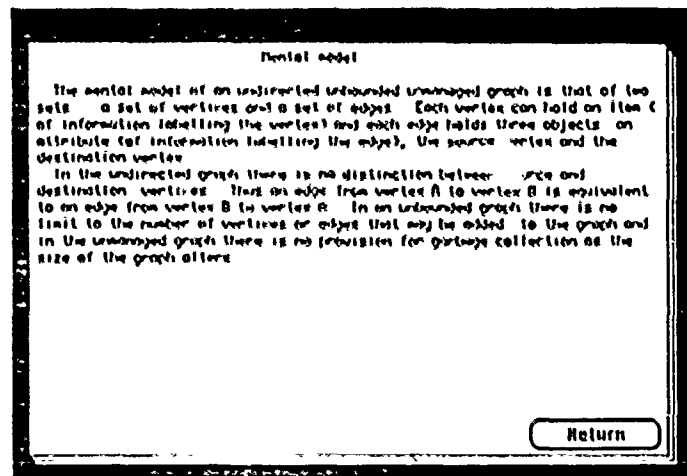 Mental model
The mental model of an undirected unbounded unmanaged graph is that of two
sets a set of vertices and a set of edges Each vertex can hold an item (
of information labelling the vertex) and each edge holds three objects an
attribute (of information labelling the edge), the source vertex and the
destination vertex
In the undirected graph there is no distinction between and
destination vertices Thus an edge from vertex A to vertex B is equivalent
to an edge from vertex B to vertex A In an unbounded graph there is no
limit to the number of vertices or edges that may be added to the graph and
in the unmanaged graph there is no provision for garbage collection as the
size of the graph alters
Return